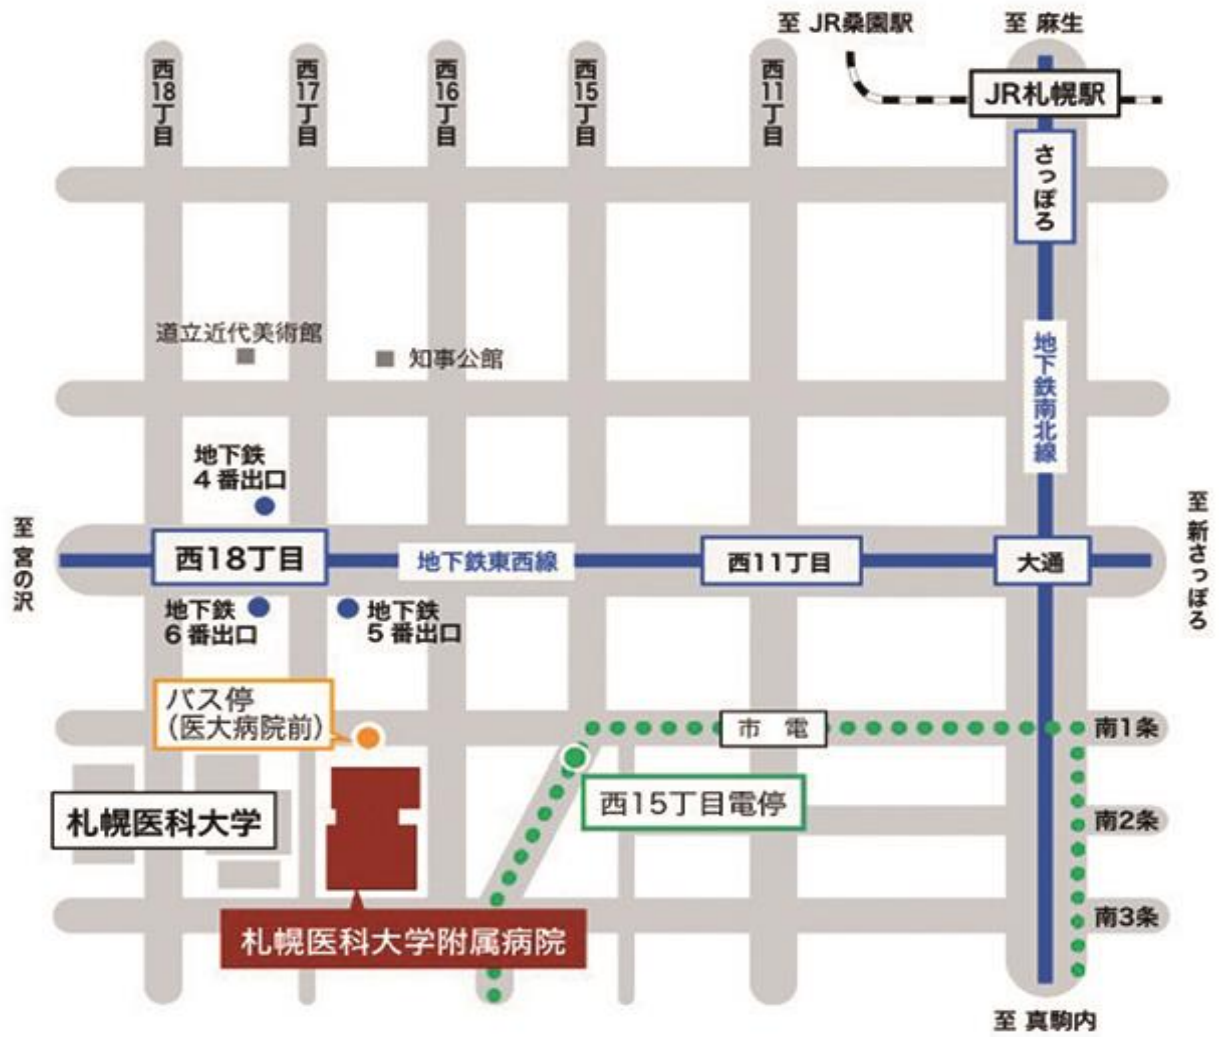 至 JR桑園駅
至 麻生
西18丁目
西17丁目
西16丁目
西15丁目
西11丁目
JR札幌駅
さっぽろ
道立近代美術館
知事公館
地下鉄南北線
地下鉄
4番出口
至 宮の沢
西18丁目
地下鉄東西線
西11丁目
大通
至 新さっぽろ
地下鉄
6番出口
地下鉄
5番出口
バス停
(医大病院前)
市 電
南1条
西15丁目電停
札幌医科大学
南2条
南3条
札幌医科大学附属病院
至 真駒内